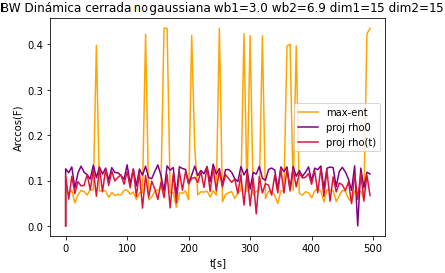 BW Dinámica cerrada no gaussiana wb1=3.0 wb2=6.9 dim1=15 dim2=15
Arccos(F)
0.4
0.3
0.2
0.1
0.0
max-ent
proj rho0
proj rho(t)
0 100 200 300 400 500
t[s]